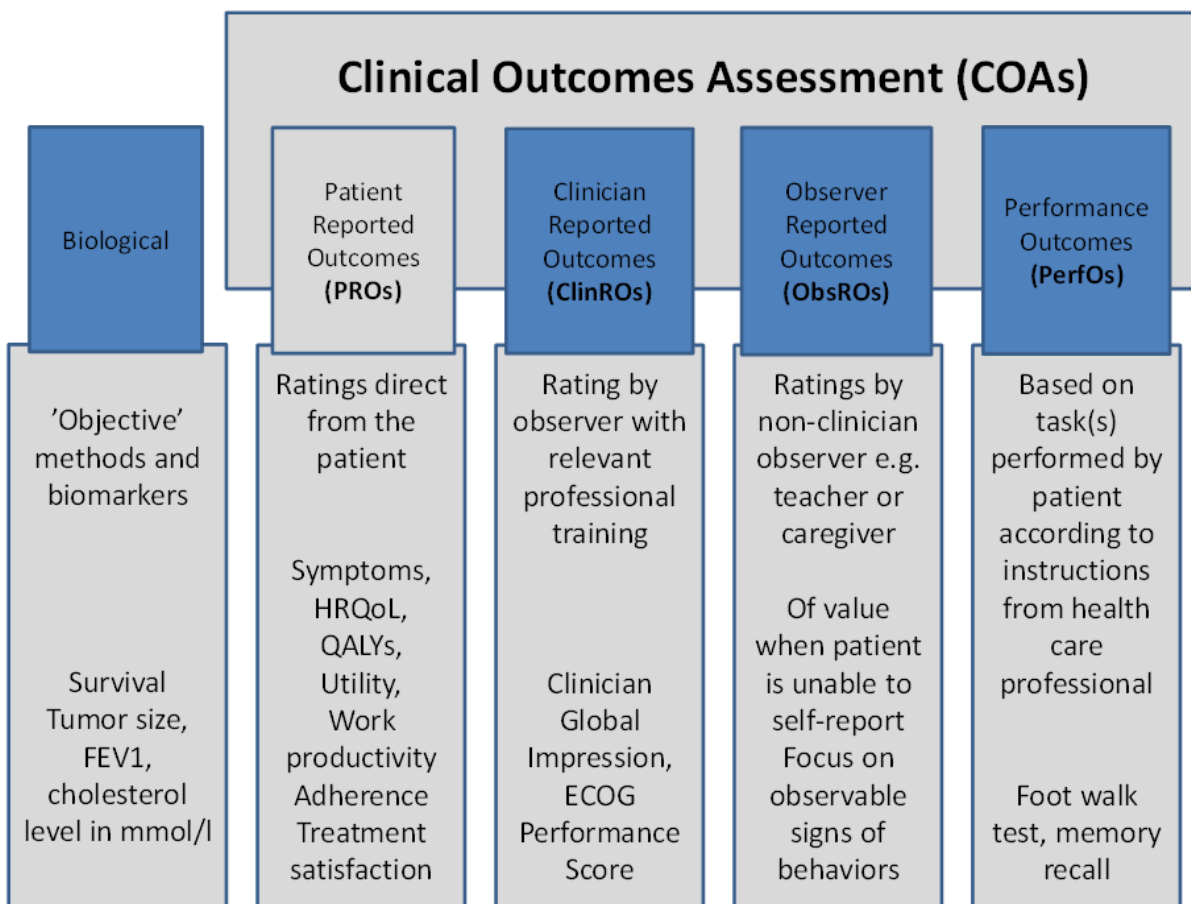 Clinical Outcomes Assessment (COAs)
Biological
Patient
Reported
Outcomes
(PROs)
Clinician
Reported
Outcomes
(ClinROs)
Observer
Reported
Outcomes
(ObsROs)
Performance
Outcomes
(PerfOs)
’Objective’
methods and
biomarkers
Survival
Tumor size,
FEV1,
cholesterol
level in mmol/l
Ratings direct
from the
patient
Symptoms,
HRQoL,
QALYs,
Utility,
Work
productivity
Adherence
Treatment
satisfaction
Rating by
observer with
relevant
professional
training
Clinician
Global
Impression,
ECOG
Performance
Score
Ratings by
non-clinician
observer e.g.
teacher or
caregiver
Of value
when patient
is unable to
self-report
Focus on
observable
signs of
behaviors
Based on
task(s)
performed by
patient
according to
instructions
from health
care
professional
Foot walk
test, memory
recall